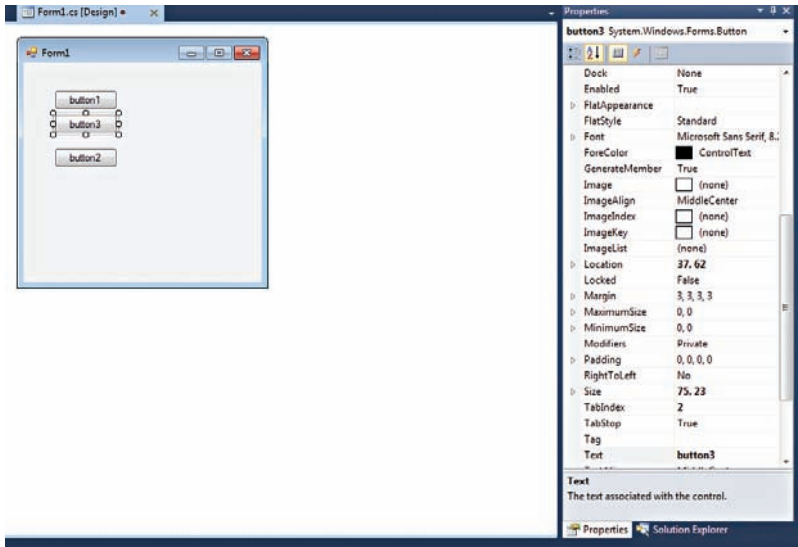 Form1.cs [Design]
Form1
button1
button3
button2
Properties
button3 System.Windows.Forms.Button
Dock None
Enabled True
FlatAppearance
FlatStyle Standard
Font Microsoft Sans Serif, 8.
ForeColor ControlText
GenerateMember True
Image (none)
ImageAlign MiddleCenter
ImageIndex (none)
ImageKey (none)
ImageList (none)
Location 37, 62
Locked False
Margin 3, 3, 3, 3
MaximumSize 0, 0
MinimumSize 0, 0
Modifiers Private
Padding 0, 0, 0, 0
RightToLeft No
Size 75, 23
TabIndex 2
TabStop True
Tag
Text button3
Text
The text associated with the control.
Properties Solution Explorer